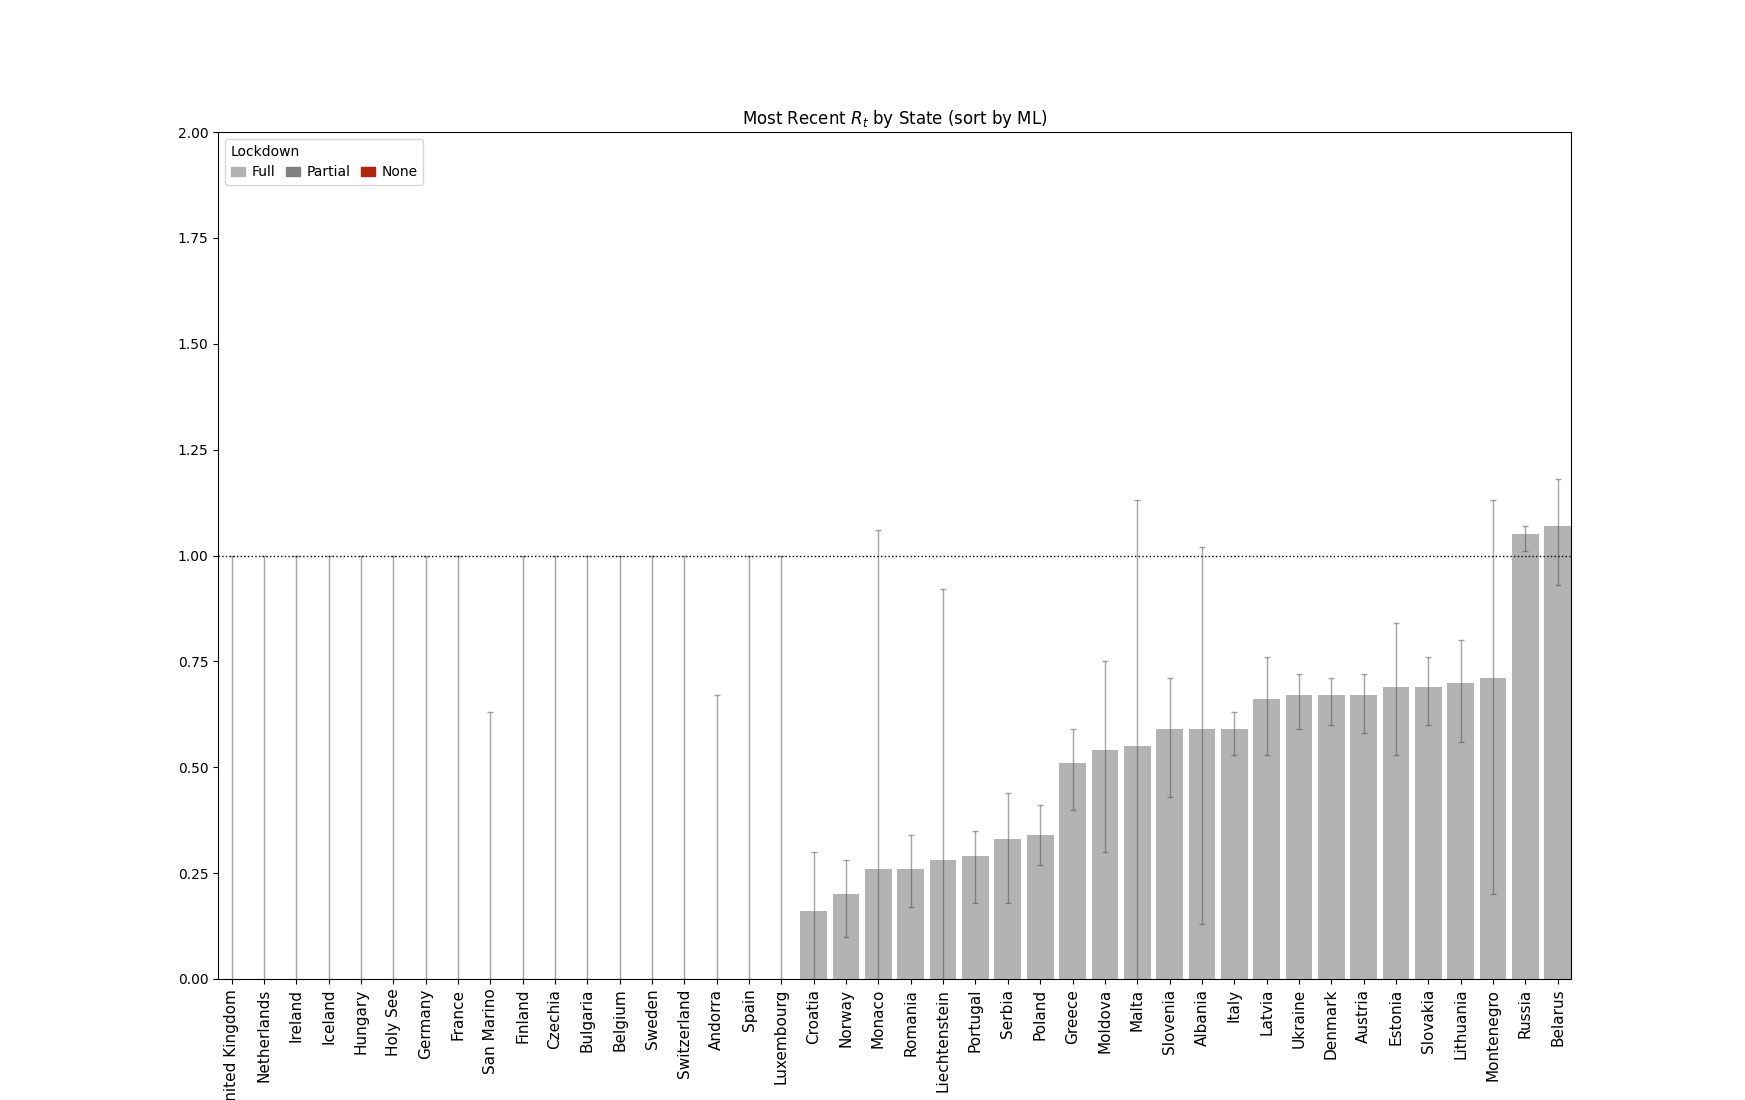 Most Recent Rt by State (sort by ML)
2.00
Lockdown
Full Partial None
1.75
1.50
1.25
1.00
0.75
0.50
0.25
0.00
nited Kingdom
Netherlands
Ireland
Iceland
Hungary
Holy See
Germany
France
San Marino
Finland
Czechia
Bulgaria
Belgium
Sweden
Switzerland
Andorra
Spain
Luxembourg
Croatia
Norway
Monaco
Romania
Liechtenstein
Portugal
Serbia
Poland
Greece
Moldova
Malta
Slovenia
Albania
Italy
Latvia
Ukraine
Denmark
Austria
Estonia
Slovakia
Lithuania
Montenegro
Russia
Belarus